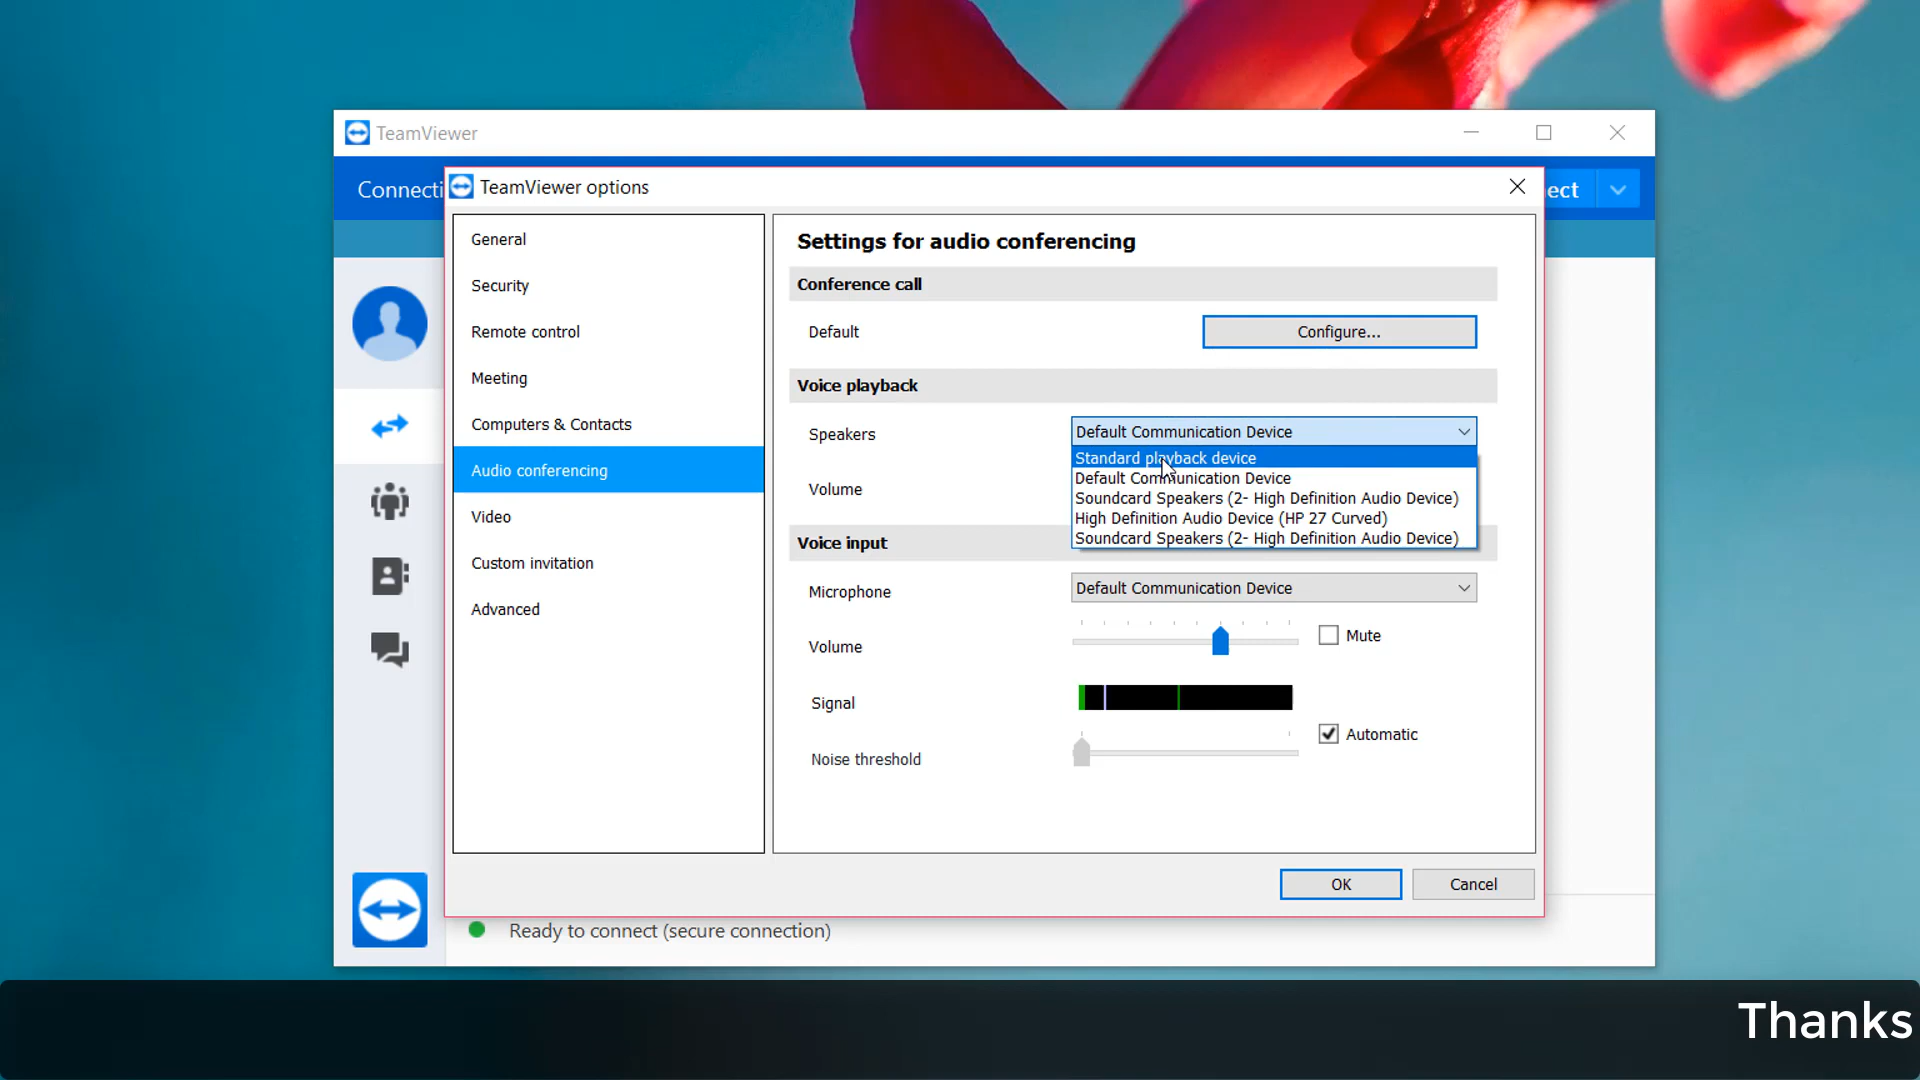 TeamViewer
Connecti
ect
TeamViewer options
General
Security
Remote control
Meeting
Computers & Contacts
Audio conferencing
Video
Custom invitation
Advanced
Settings for audio conferencing
Conference call
Default
Configure...
Voice playback
Speakers
Default Communication Device
Standard playback device
Default Communication Device
Soundcard Speakers (2- High Definition Audio Device)
High Definition Audio Device (HP 27 Curved)
Soundcard Speakers (2- High Definition Audio Device)
Volume
Voice input
Microphone
Default Communication Device
Volume
Mute
Signal
Automatic
Noise threshold
OK
Cancel
Ready to connect (secure connection)
Thanks